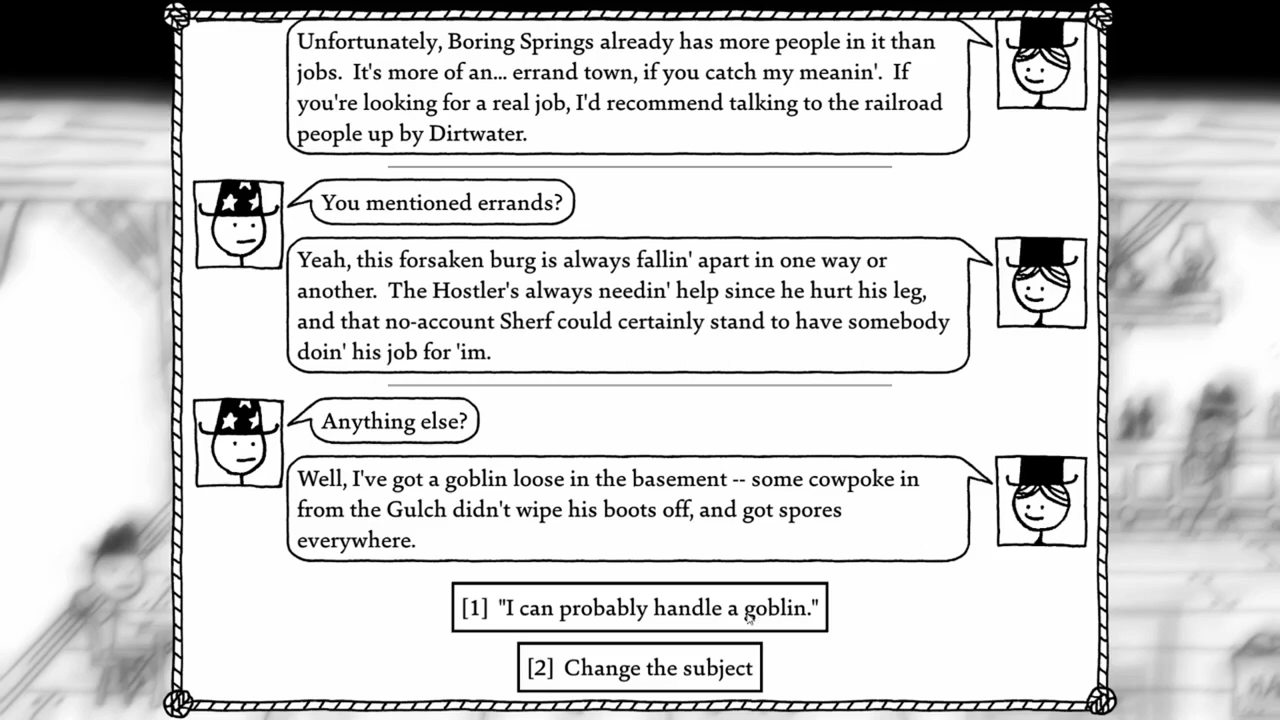 Unfortunately, Boring Springs already has more people in it than
jobs.  It's more of an... errand town, if you catch my meanin'.  If
you're looking for a real job, I'd recommend talking to the railroad
people up by Dirtwater.
You mentioned errands?
Yeah, this forsaken burg is always fallin' apart in one way or
another.  The Hostler's always needin' help since he hurt his leg,
and that no-account Sherf could certainly stand to have somebody
doin' his job for 'im.
Anything else?
Well, I've got a goblin loose in the basement -- some cowpoke in
from the Gulch didn't wipe his boots off, and got spores
everywhere.
[1]  "I can probably handle a goblin."
[2]  Change the subject